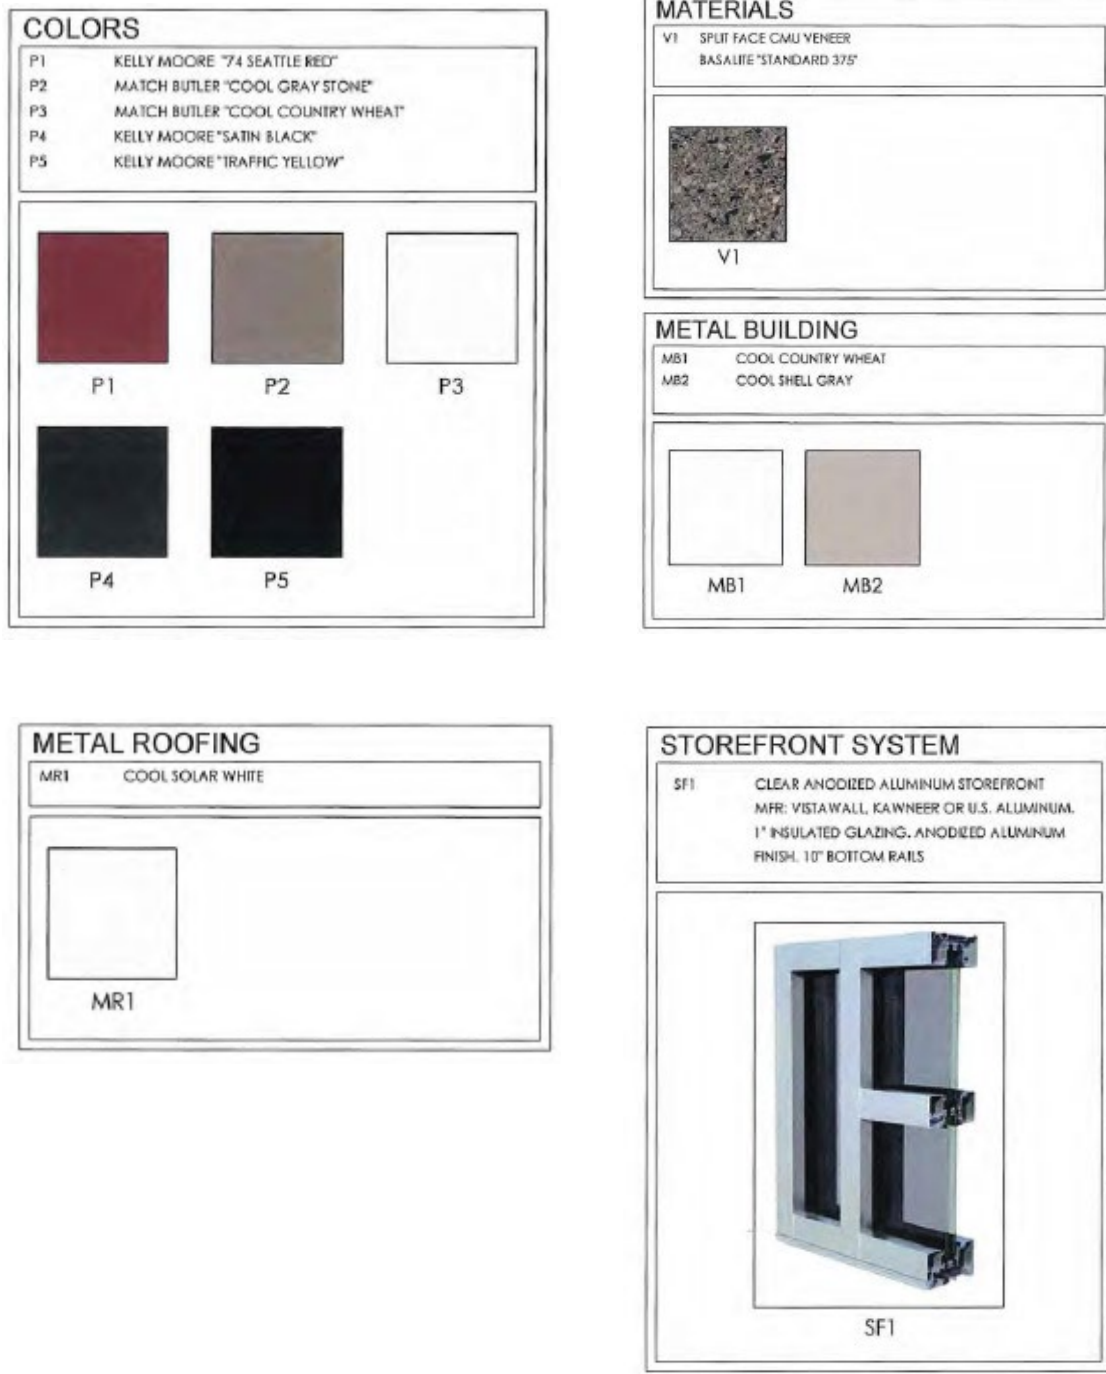 COLORS
P1 KELLY MOORE "74 SEATTLE RED"
P2 MATCH BUTLER "COOL GRAY STONE"
P3 MATCH BUTLER "COOL COUNTRY WHEAT"
P4 KELLY MOORE "SATIN BLACK"
P5 KELLY MOORE "TRAFFIC YELLOW"
P1 P2 P3
P4 P5
MATERIALS
V1 SPLIT FACE CMU VENEER
BASALITE "STANDARD 375"
V1
METAL BUILDING
MB1 COOL COUNTRY WHEAT
MB2 COOL SHELL GRAY
MB1 MB2
METAL ROOFING
MR1 COOL SOLAR WHITE
MR1
STOREFRONT SYSTEM
SF1 CLEAR ANODIZED ALUMINUM STOREFRONT
MFR: VISTAWALL, KAWNEER OR U.S. ALUMINUM.
1" INSULATED GLAZING. ANODIZED ALUMINUM
FINISH. 10" BOTTOM RAILS
SF1